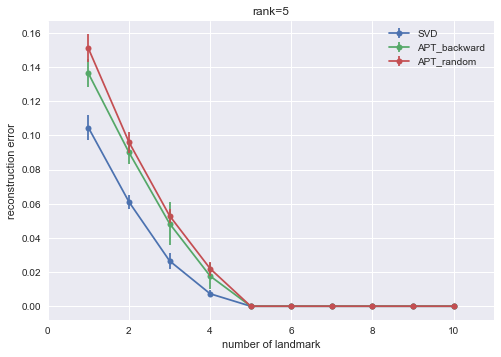 rank=5
SVD
APT_backward
APT_random
reconstruction error
0.16
0.14
0.12
0.10
0.08
0.06
0.04
0.02
0.00
0 2 4 6 8 10
number of landmark